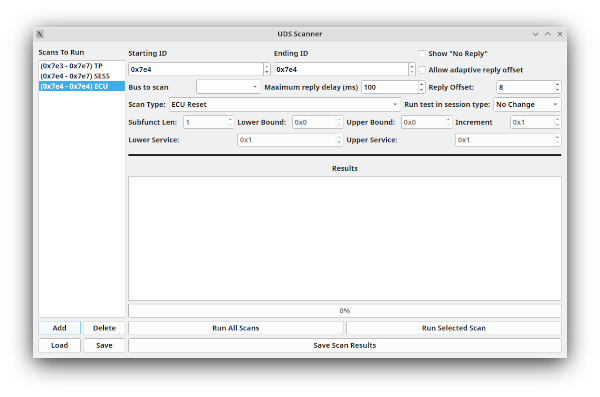 UDS Scanner
Scans To Run
(0x7e3 - 0x7e7) TP
(0x7e4 - 0x7e7) SESS
(0x7e4 - 0x7e4) ECU
Starting ID
Ending ID
Show "No Reply"
0x7e4
0x7e4
Allow adaptive reply offset
Bus to scan
Maximum reply delay (ms)
100
Reply Offset:
8
Scan Type:
ECU Reset
Run test in session type:
No Change
Subfunct Len:
1
Lower Bound:
0x0
Upper Bound:
0x0
Increment
0x1
Lower Service:
0x1
Upper Service:
0x1
Results
0%
Add
Delete
Run All Scans
Run Selected Scan
Load
Save
Save Scan Results